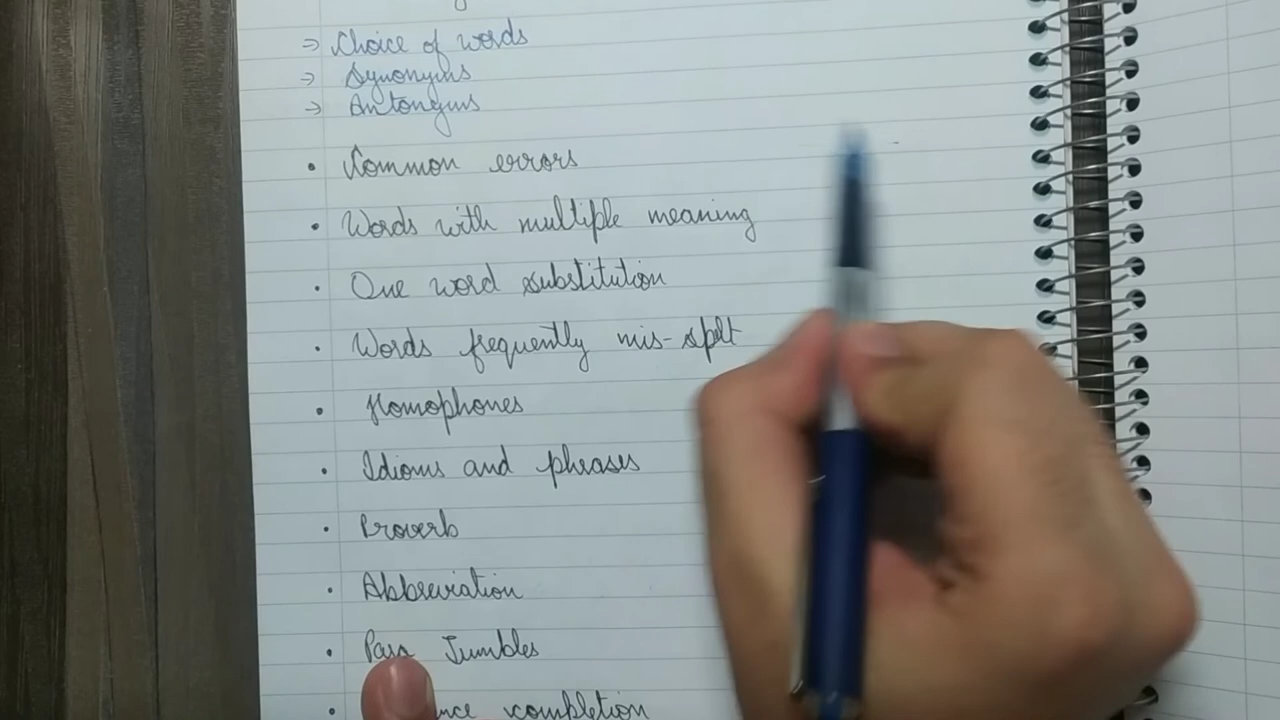 ⇒ Choice of words
→ Synonyms
→ Antonyms
• Common errors
• Words with multiple meaning
• One word substitution
• Words frequently mis-spelt
• Homophones
• Idioms and phrases
• Proverb
• Abbreviation
• Jumbles
• completion